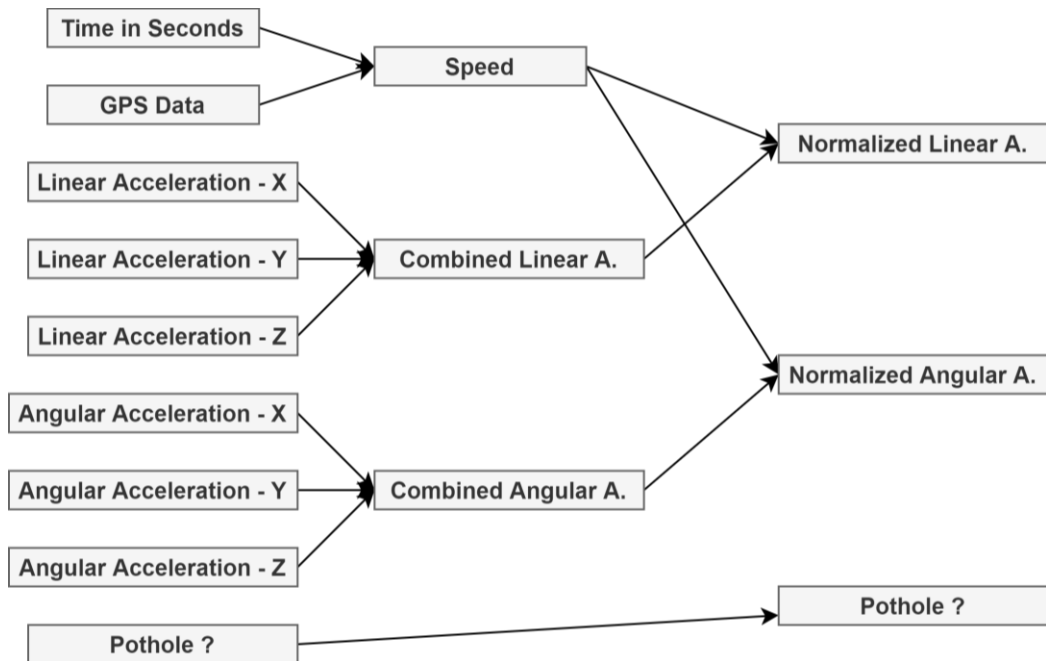 Time in Seconds
GPS Data
Linear Acceleration - X
Linear Acceleration - Y
Linear Acceleration - Z
Angular Acceleration - X
Angular Acceleration - Y
Angular Acceleration - Z
Pothole ?
Speed
Combined Linear A.
Combined Angular A.
Normalized Linear A.
Normalized Angular A.
Pothole ?